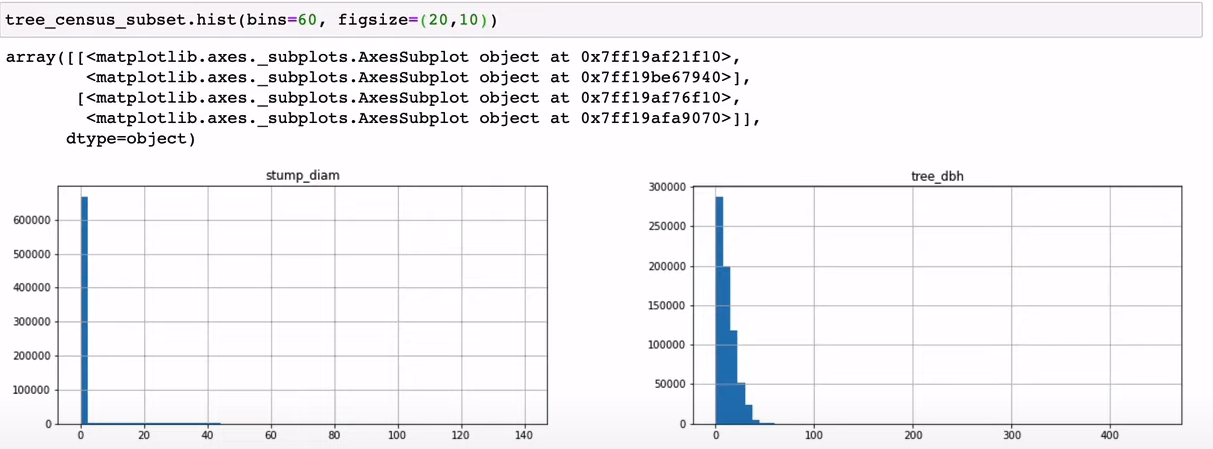 tree_census_subset.hist(bins=60, figsize=(20,10))
array([[<matplotlib.axes._subplots.AxesSubplot object at 0x7ff19af21f10>,
<matplotlib.axes._subplots.AxesSubplot object at 0x7ff19be67940>],
[<matplotlib.axes._subplots.AxesSubplot object at 0x7ff19af76f10>,
<matplotlib.axes._subplots.AxesSubplot object at 0x7ff19afa9070>]],
dtype=object)
stump_diam
600000
500000
400000
300000
200000
100000
0
0 20 40 60 80 100 120 140
tree_dbh
300000
250000
200000
150000
100000
50000
0
0 100 200 300 400